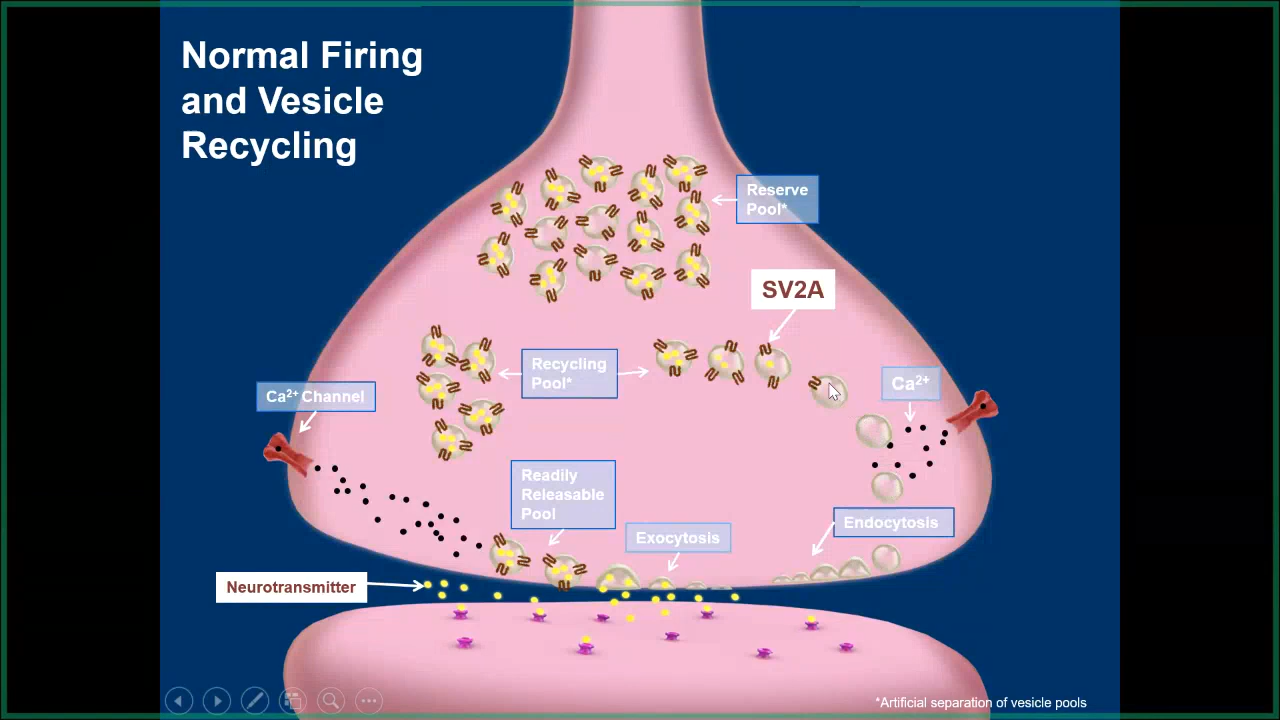 Normal Firing
and Vesicle
Recycling
Reserve
Pool*
SV2A
Recycling
Pool*
Ca²⁺
Ca²⁺ Channel
Readily
Releasable
Pool
Exocytosis
Endocytosis
Neurotransmitter
*Artificial separation of vesicle pools